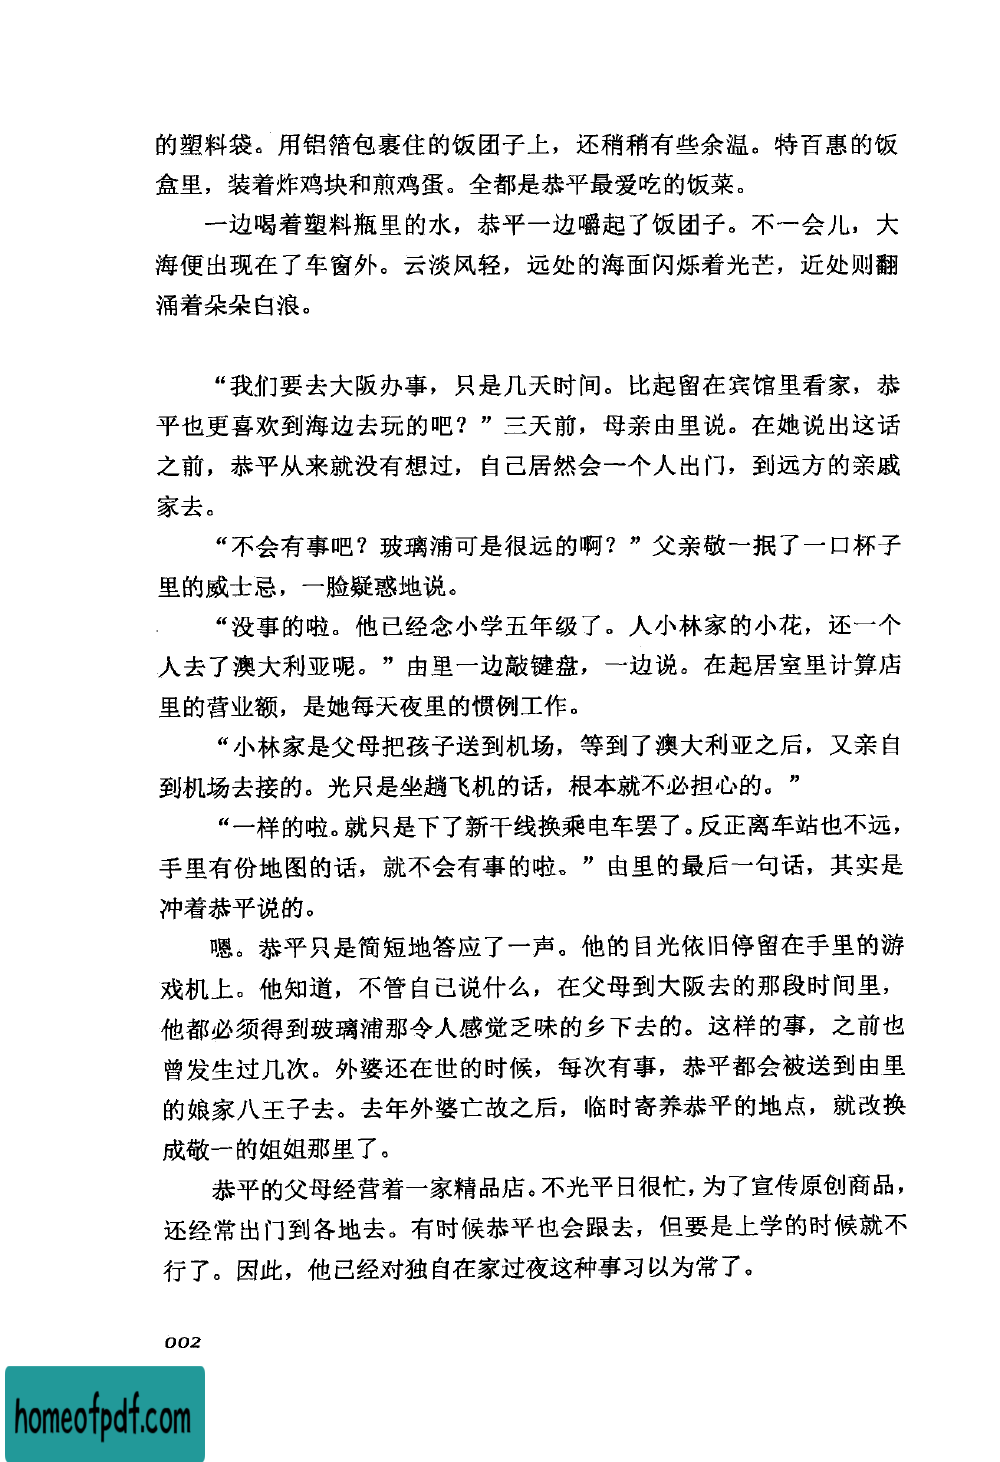 的塑料袋。用铝箔包裹住的饭团子上，还稍稍有些余温。特百惠的饭
盒里，装着炸鸡块和煎鸡蛋。全都是恭平最爱吃的饭菜。
一边喝着塑料瓶里的水，恭平一边嚼起了饭团子。不一会儿，大
海便出现在了车窗外。云淡风轻，远处的海面闪烁着光芒，近处则翻
涌着朵朵白浪。
“我们要去大阪办事，只是几天时间。比起留在宾馆里看家，恭
平也更喜欢到海边去玩的吧？”三天前，母亲由里说。在她说出这话
之前，恭平从来就没有想过，自己居然会一个人出门，到远方的亲戚
家去。
“不会有事吧？玻璃浦可是很远的啊？”父亲敬一抿了一口杯子
里的威士忌，一脸疑惑地说。
“没事的啦。他已经念小学五年级了。人小林家的小花，还一个
人去了澳大利亚呢。”由里一边敲键盘，一边说。在起居室里计算店
里的营业额，是她每天夜里的惯例工作。
“小林家是父母把孩子送到机场，等到了澳大利亚之后，又亲自
到机场去接的。光只是坐趟飞机的话，根本就不必担心的。”
“一样的啦。就只是下了新干线换乘电车罢了。反正离车站也不远，
手里有份地图的话，就不会有事的啦。”由里的最后一句话，其实是
冲着恭平说的。
嗯。恭平只是简短地答应了一声。他的目光依旧停留在手里的游
戏机上。他知道，不管自己说什么，在父母到大阪去的那段时间里，
他都必须得到玻璃浦那令人感觉乏味的乡下去的。这样的事，之前也
曾发生过几次。外婆还在世的时候，每次有事，恭平都会被送到由里
的娘家八王子去。去年外婆亡故之后，临时寄养恭平的地点，就改换
成敬一的姐姐那里了。
恭平的父母经营着一家精品店。不光平日很忙，为了宣传原创商品，
还经常出门到各地去。有时候恭平也会跟去，但要是上学的时候就不
行了。因此，他已经对独自在家过夜这种事习以为常了。
002
homeofpdf.com